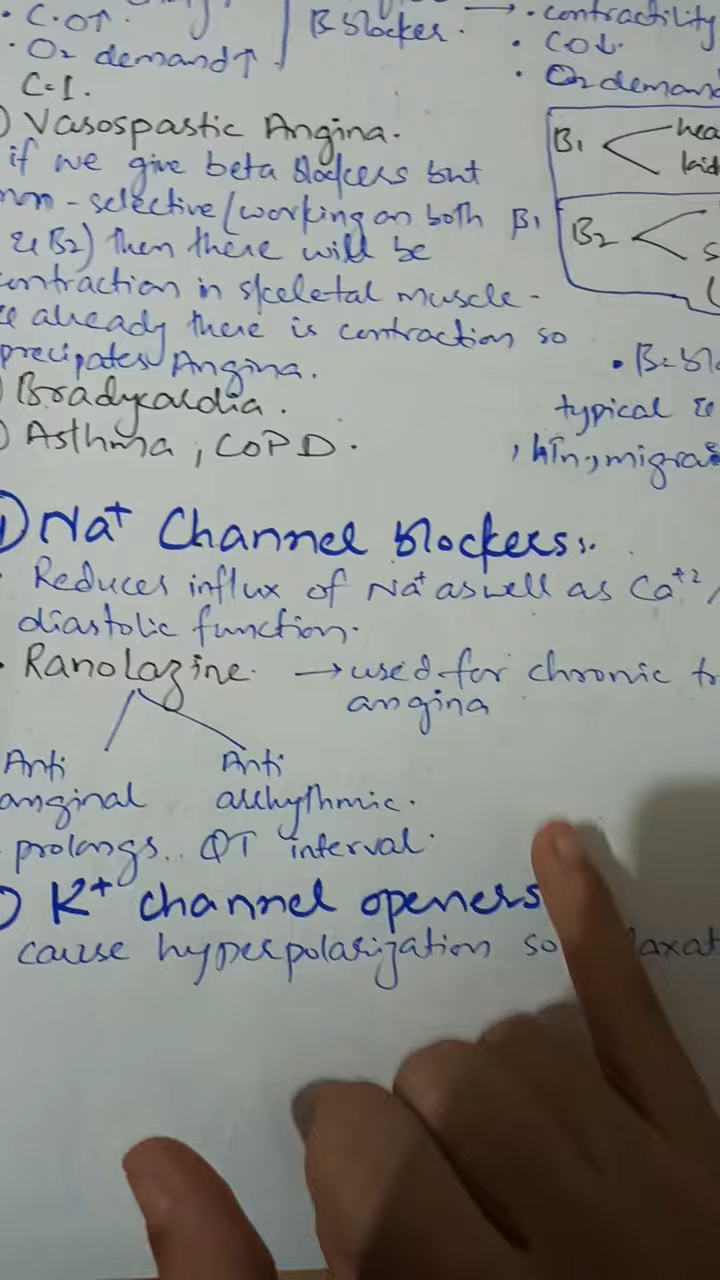 • C.O↑.
• O2 demand↑
B blocker. → • contractility
• CO↓.
• O2 demand
C.I.
Vasospastic Angina.
if we give beta blockers but
non-selective (working on both B1
& B2) then there will be
contraction in skeletal muscle -
already there is contraction so
precipates Angina.
Bradycardia.
Asthma, COPD.
B1
B2
typical &
, hTn, migra
Na+ Channel blockers:.
Reduces influx of Na+ as well as Ca+2,
diastolic function.
• Ranolazine. → used for chronic
angina
Anti
anginal
Anti
arrhythmic.
prolongs.. QT interval.
K+ channel openers
cause hyperpolarization so